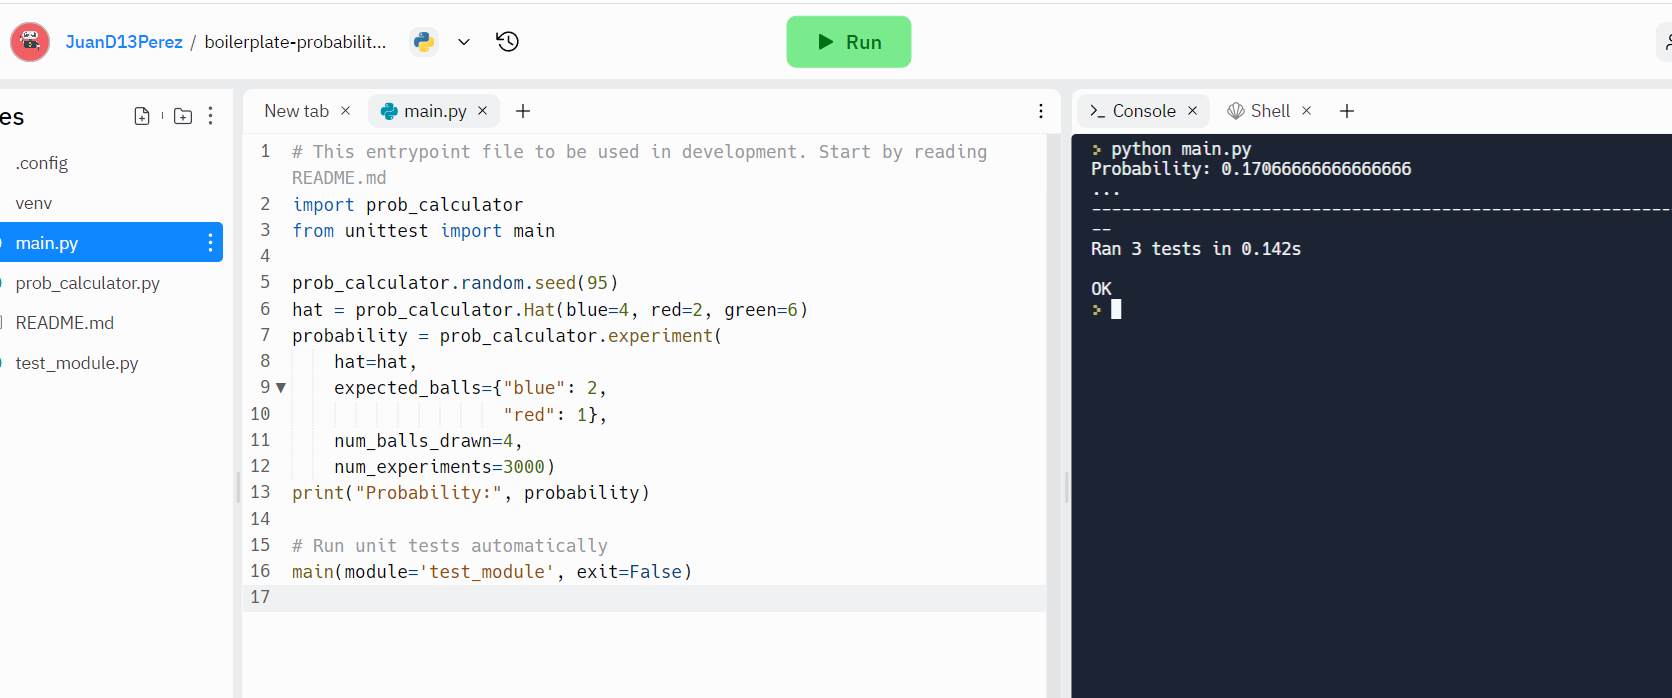 JuanD13Perez / boilerplate-probabilit...
Run
es
.config
venv
main.py
prob_calculator.py
README.md
test_module.py
New tab
main.py
1 # This entrypoint file to be used in development. Start by reading
README.md
2 import prob_calculator
3 from unittest import main
4
5 prob_calculator.random.seed(95)
6 hat = prob_calculator.Hat(blue=4, red=2, green=6)
7 probability = prob_calculator.experiment(
8 hat=hat,
9 expected_balls={"blue": 2,
10 "red": 1},
11 num_balls_drawn=4,
12 num_experiments=3000)
13 print("Probability:", probability)
14
15 # Run unit tests automatically
16 main(module='test_module', exit=False)
17
>_ Console
Shell
> python main.py
Probability: 0.17066666666666666
...
----------------------------------------------------------
--
Ran 3 tests in 0.142s
OK
>